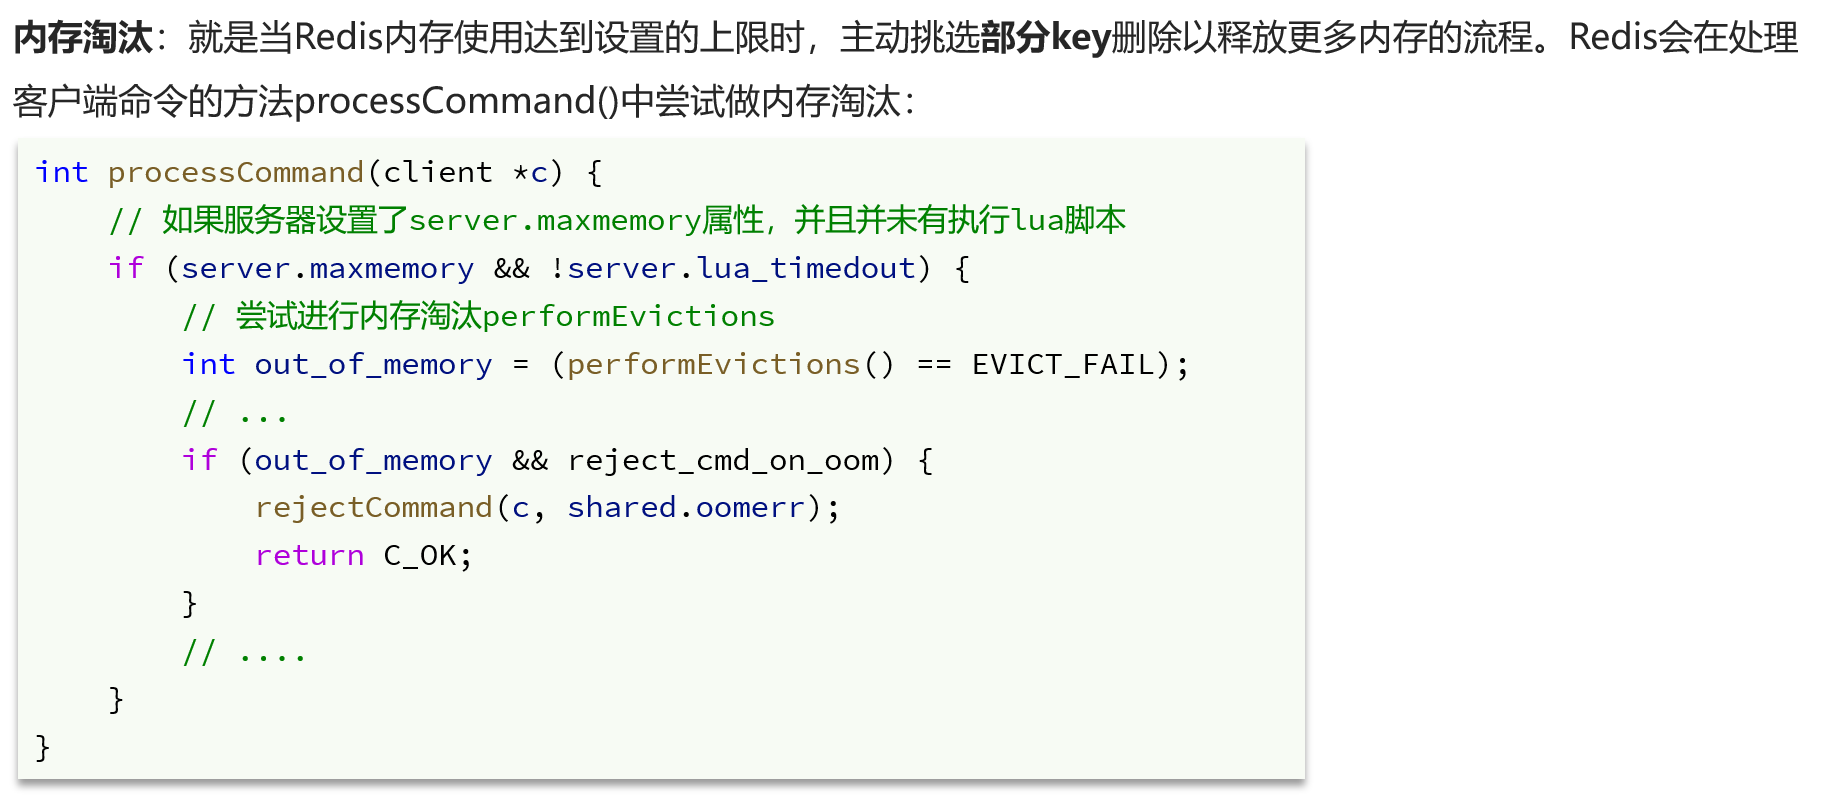 内存淘汰：就是当Redis内存使用达到设置的上限时，主动挑选部分key删除以释放更多内存的流程。Redis会在处理
客户端命令的方法processCommand()中尝试做内存淘汰：
int processCommand(client *c) {
    // 如果服务器设置了server.maxmemory属性，并且并未有执行lua脚本
    if (server.maxmemory && !server.lua_timedout) {
        // 尝试进行内存淘汰performEvictions
        int out_of_memory = (performEvictions() == EVICT_FAIL);
        // ...
        if (out_of_memory && reject_cmd_on_oom) {
            rejectCommand(c, shared.oomerr);
            return C_OK;
        }
        // ....
    }
}